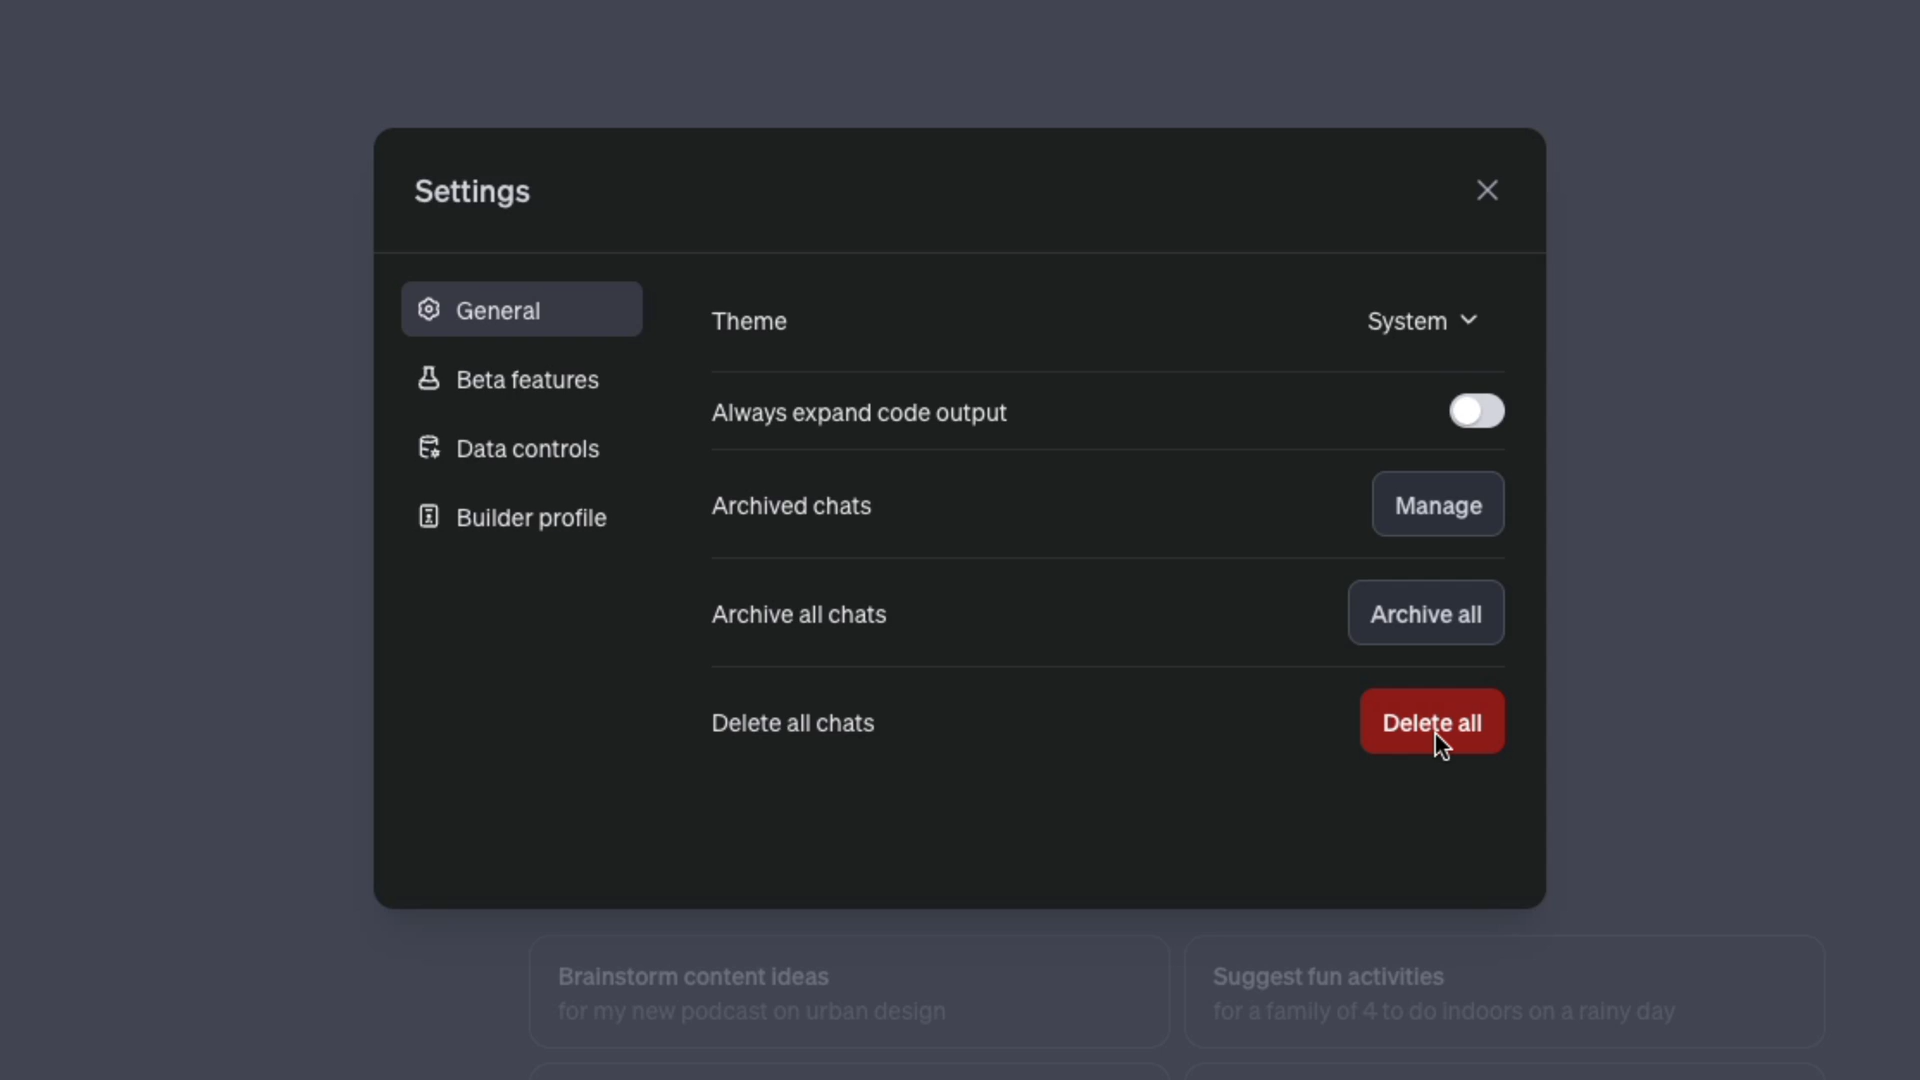 Settings
General
Beta features
Data controls
Builder profile
Theme
System
Always expand code output
Archived chats
Manage
Archive all chats
Archive all
Delete all chats
Delete all
Brainstorm content ideas
for my new podcast on urban design
Suggest fun activities
for a family of 4 to do indoors on a rainy day